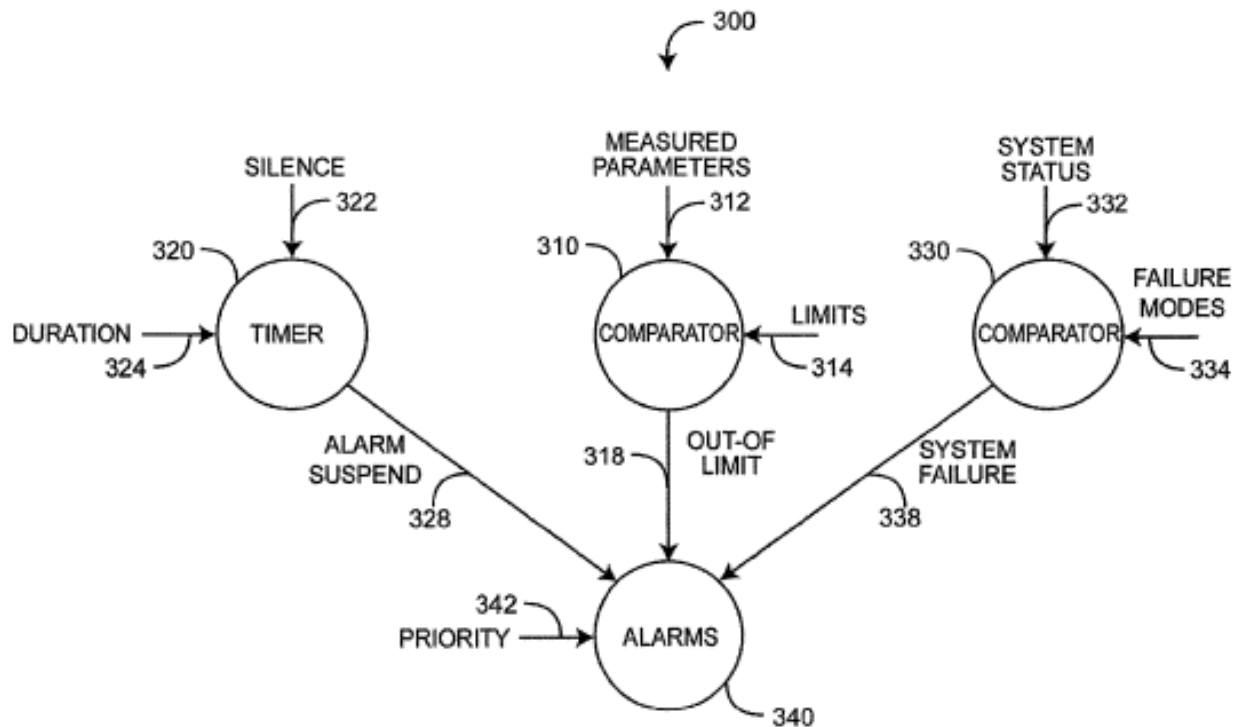 300
MEASURED
PARAMETERS
SYSTEM
STATUS
SILENCE
322
312
332
320
310
330
FAILURE
MODES
DURATION
TIMER
COMPARATOR
LIMITS
COMPARATOR
324
314
334
ALARM
SUSPEND
318
OUT-OF
LIMIT
SYSTEM
FAILURE
328
338
342
PRIORITY
ALARMS
340